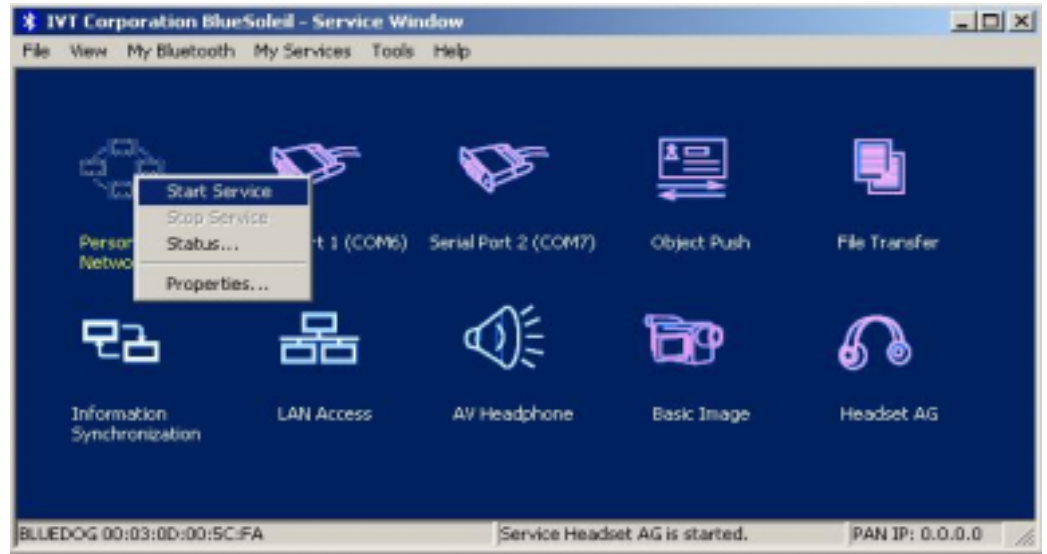 IVT Corporation BlueSoleil - Service Window
File View My Bluetooth My Services Tools Help
Start Service
Stop Service
Status...
Properties...
1 (COM6)
Serial Port 2 (COM7)
Object Push
File Transfer
Information
Synchronization
LAN Access
AV Headphone
Basic Image
Headset AG
BLUEDOG 00:03:0D:00:5C:FA
Service Headset AG is started.
PAN IP: 0.0.0.0